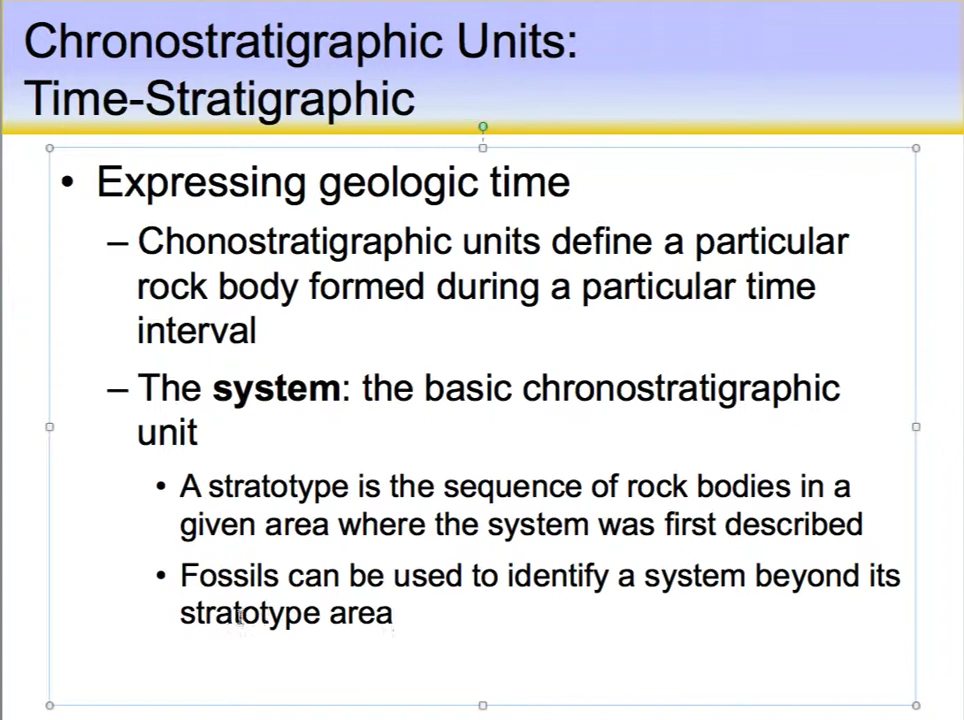 Chronostratigraphic Units:
Time-Stratigraphic
• Expressing geologic time
– Chonostratigraphic units define a particular
rock body formed during a particular time
interval
– The system: the basic chronostratigraphic
unit
• A stratotype is the sequence of rock bodies in a
given area where the system was first described
• Fossils can be used to identify a system beyond its
stratotype area